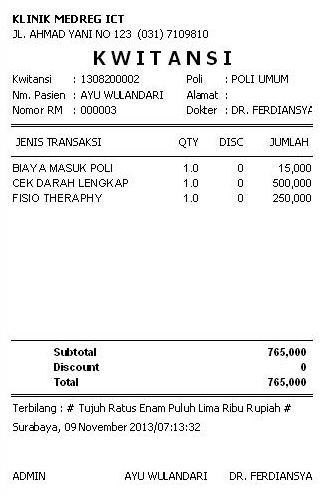 KLINIK MEDREG ICT
JL. AHMAD YANI NO 123 (031) 7109810
KWITANSI
Kwitansi : 1308200002 Poli : POLI UMUM
Nm. Pasien : AYU WULANDARI Alamat :
Nomor RM : 000003 Dokter : DR. FERDIANSYA
JENIS TRANSAKSI QTY DISC JUMLAH
BIAYA MASUK POLI 1.0 0 15,000
CEK DARAH LENGKAP 1.0 0 500,000
FISIO THERAPHY 1.0 0 250,000
Subtotal 765,000
Discount 0
Total 765,000
Terbilang : # Tujuh Ratus Enam Puluh Lima Ribu Rupiah #
Surabaya, 09 November 2013/07:13:32
ADMIN AYU WULANDARI DR. FERDIANSYA